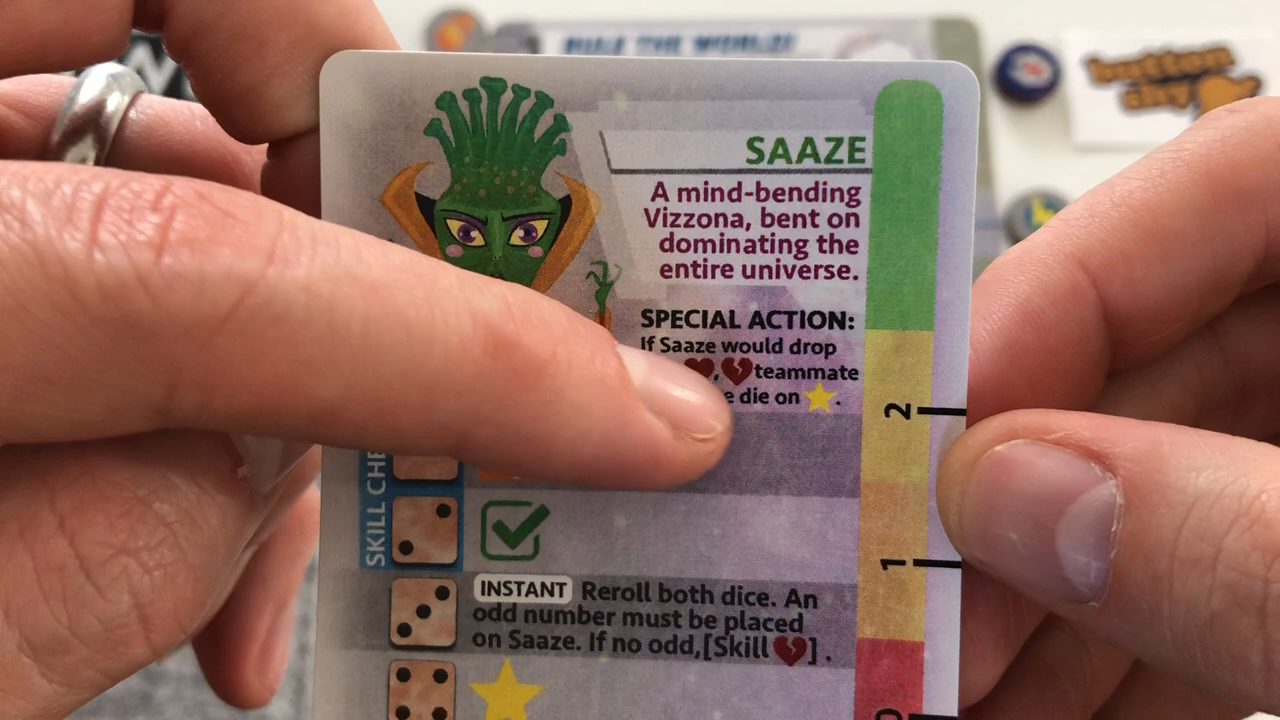 RULE THE WORLD!
button
shy
SAAZE
A mind-bending
Vizzona, bent on
dominating the
entire universe.
SPECIAL ACTION:
If Saaze would drop
, teammate
die on .
2
SKILL
1
INSTANT Reroll both dice. An
odd number must be placed
on Saaze. If no odd,[Skill ] .
0